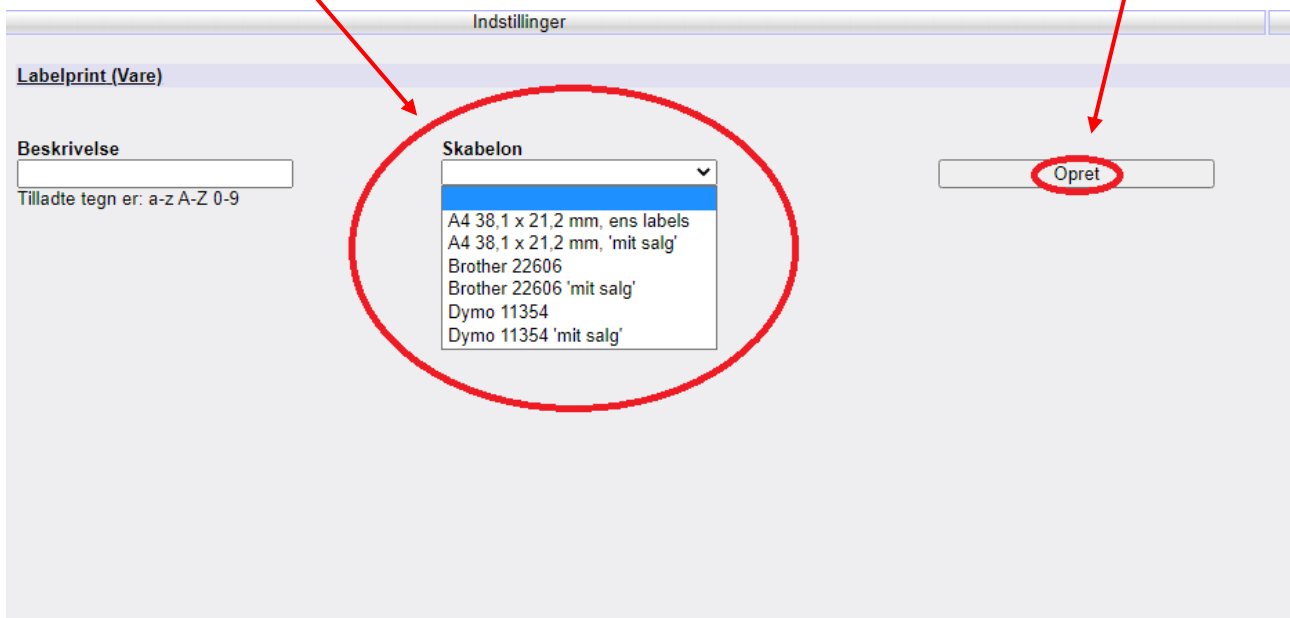 Indstillinger
Labelprint (Vare)
Beskrivelse
Tilladte tegn er: a-z A-Z 0-9
Skabelon
A4 38,1 x 21,2 mm, ens labels
A4 38,1 x 21,2 mm, 'mit salg'
Brother 22606
Brother 22606 'mit salg'
Dymo 11354
Dymo 11354 'mit salg'
Opret